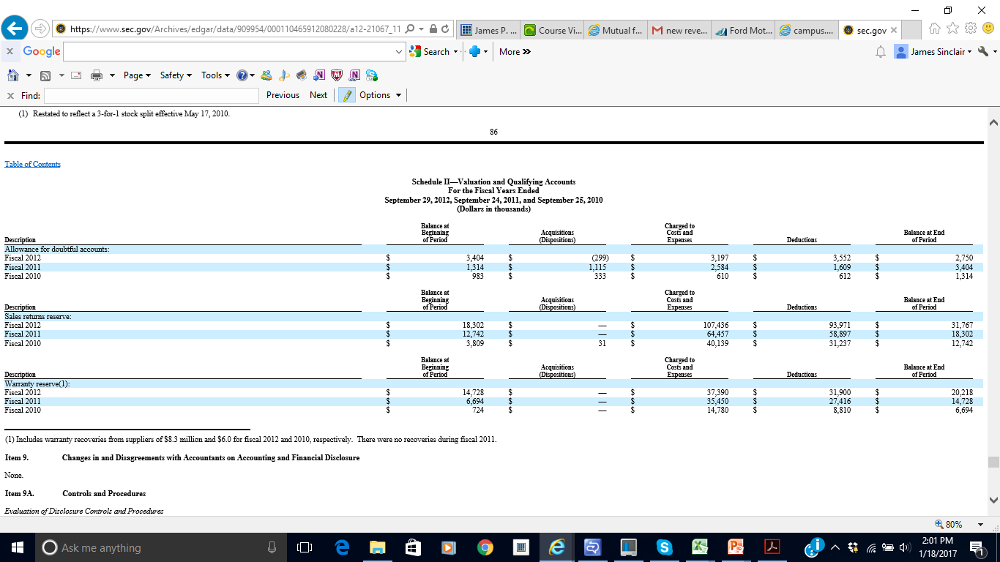 https://www.sec.gov/Archives/edgar/data/909954/000110465912080228/a12-21067_11
James P. ...
Course Vi...
Mutual f...
new reve...
Ford Mot...
campus....
sec.gov
x Google Search More »
James Sinclair
Page Safety Tools
x Find: Previous Next Options
(1) Restated to reflect a 3-for-1 stock split effective May 17, 2010.
86
Table of Contents
Schedule II—Valuation and Qualifying Accounts
For the Fiscal Years Ended
September 29, 2012, September 24, 2011, and September 25, 2010
(Dollars in thousands)
Description Balance at Beginning of Period Acquisitions (Dispositions) Charged to Costs and Expenses Deductions Balance at End of Period
Allowance for doubtful accounts:
Fiscal 2012 $ 3,404 $ (299) $ 3,197 $ 3,552 $ 2,750
Fiscal 2011 $ 1,314 $ 1,115 $ 2,584 $ 1,609 $ 3,404
Fiscal 2010 $ 983 $ 333 $ 610 $ 612 $ 1,314
Description Balance at Beginning of Period Acquisitions (Dispositions) Charged to Costs and Expenses Deductions Balance at End of Period
Sales returns reserve:
Fiscal 2012 $ 18,302 $ — $ 107,436 $ 93,971 $ 31,767
Fiscal 2011 $ 12,742 $ — $ 64,457 $ 58,897 $ 18,302
Fiscal 2010 $ 3,809 $ 31 $ 40,139 $ 31,237 $ 12,742
Description Balance at Beginning of Period Acquisitions (Dispositions) Charged to Costs and Expenses Deductions Balance at End of Period
Warranty reserve(1):
Fiscal 2012 $ 14,728 $ — $ 37,390 $ 31,900 $ 20,218
Fiscal 2011 $ 6,694 $ — $ 35,450 $ 27,416 $ 14,728
Fiscal 2010 $ 724 $ — $ 14,780 $ 8,810 $ 6,694
(1) Includes warranty recoveries from suppliers of $8.3 million and $6.0 for fiscal 2012 and 2010, respectively. There were no recoveries during fiscal 2011.
Item 9. Changes in and Disagreements with Accountants on Accounting and Financial Disclosure
None.
Item 9A. Controls and Procedures
Evaluation of Disclosure Controls and Procedures
80%
Ask me anything
2:01 PM
1/18/2017